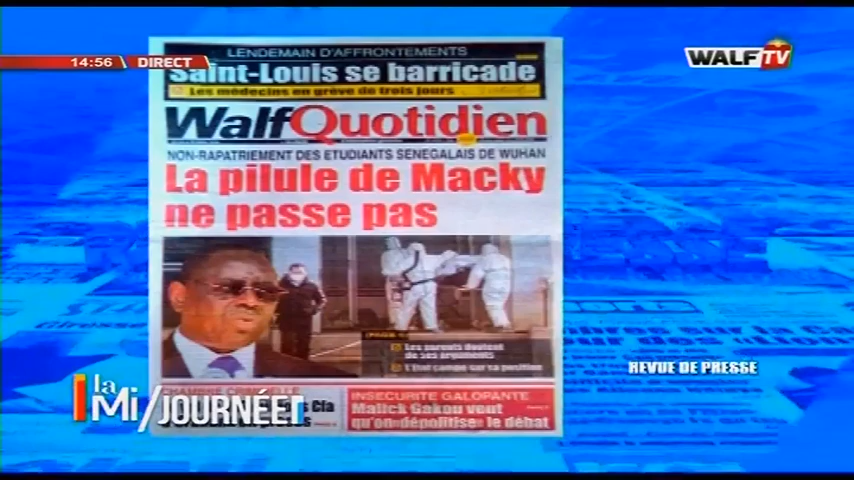 14:56 DIRECT
WALF TV
LENDEMAIN D'AFFRONTEMENTS
Saint-Louis se barricade
Les médecins en grève de trois jours
WalfQuotidien
NON-RAPATRIEMENT DES ETUDIANTS SENEGALAIS DE WUHAN
La pilule de Macky
ne passe pas
Les parents doutent
de ses arguments
L'Etat campe sur sa position
REVUE DE PRESSE
la
Mi/JOURNÉE
CHAMBRE CRIMINELLE
INSECURITE GALOPANTE
Malick Gakou veut
qu'on «dépolitise» le débat